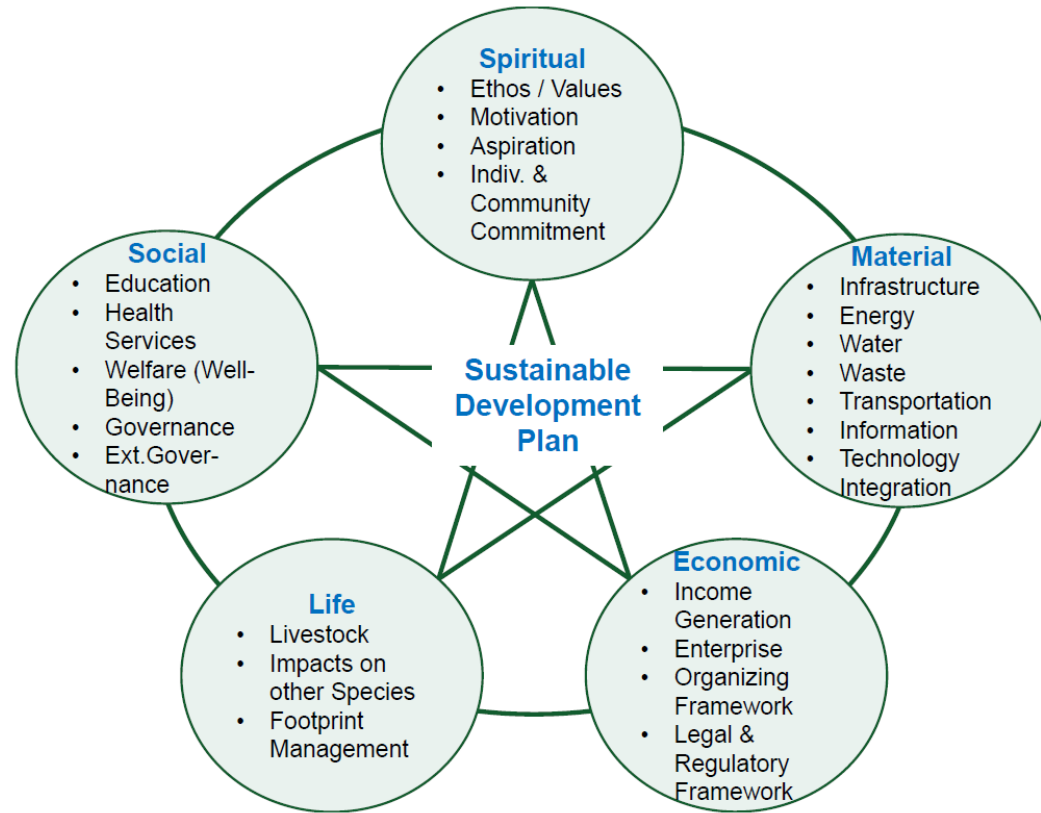 Spiritual
• Ethos / Values
• Motivation
• Aspiration
• Indiv. &
Community
Commitment
Social
• Education
• Health
Services
• Welfare (Well-
Being)
• Governance
• Ext.Gover-
nance
Sustainable
Development
Plan
Material
• Infrastructure
• Energy
• Water
• Waste
• Transportation
• Information
• Technology
Integration
Life
• Livestock
• Impacts on
other Species
• Footprint
Management
Economic
• Income
Generation
• Enterprise
• Organizing
Framework
• Legal &
Regulatory
Framework